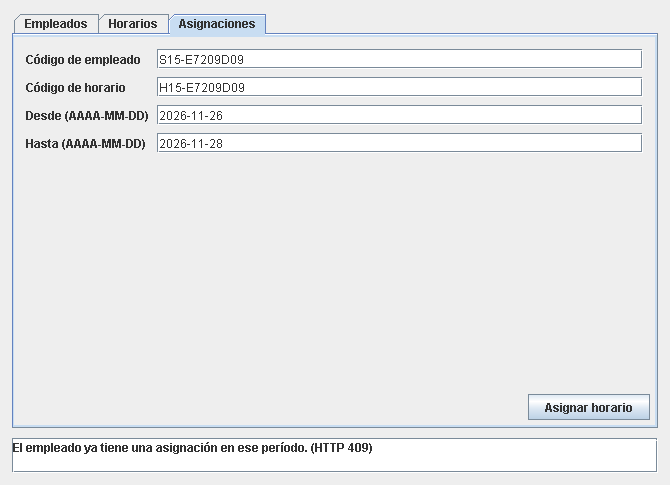 Empleados Horarios Asignaciones
Código de empleado S15-E7209D09
Código de horario H15-E7209D09
Desde (AAAA-MM-DD) 2026-11-26
Hasta (AAAA-MM-DD) 2026-11-28
Asignar horario
El empleado ya tiene una asignación en ese período. (HTTP 409)